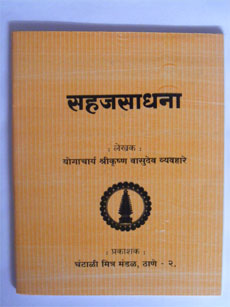 सहजसाधना
: लेखक :
योगाचार्य श्रीकृष्ण वासुदेव व्यवहारे
: प्रकाशक :
घंटाळी मित्र मंडळ, ठाणे - २.